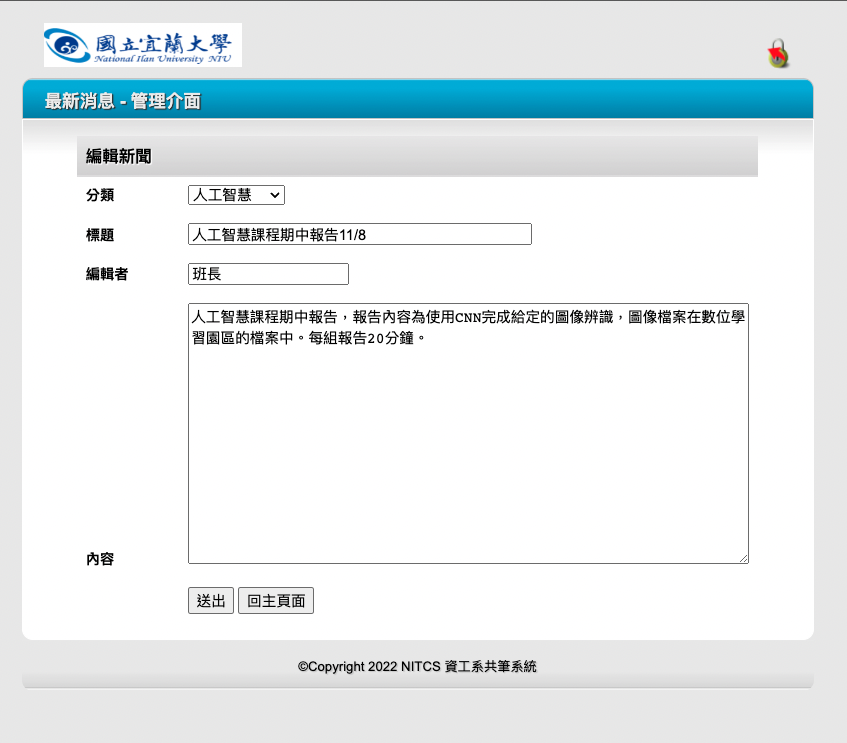 國立宜蘭大學
National Ilan University NIU
最新消息 - 管理介面
編輯新聞
分類 人工智慧
標題 人工智慧課程期中報告11/8
編輯者 班長
人工智慧課程期中報告，報告內容為使用CNN完成給定的圖像辨識，圖像檔案在數位學
習園區的檔案中。每組報告20分鐘。
內容
送出 回主頁面
©Copyright 2022 NITCS 資工系共筆系統